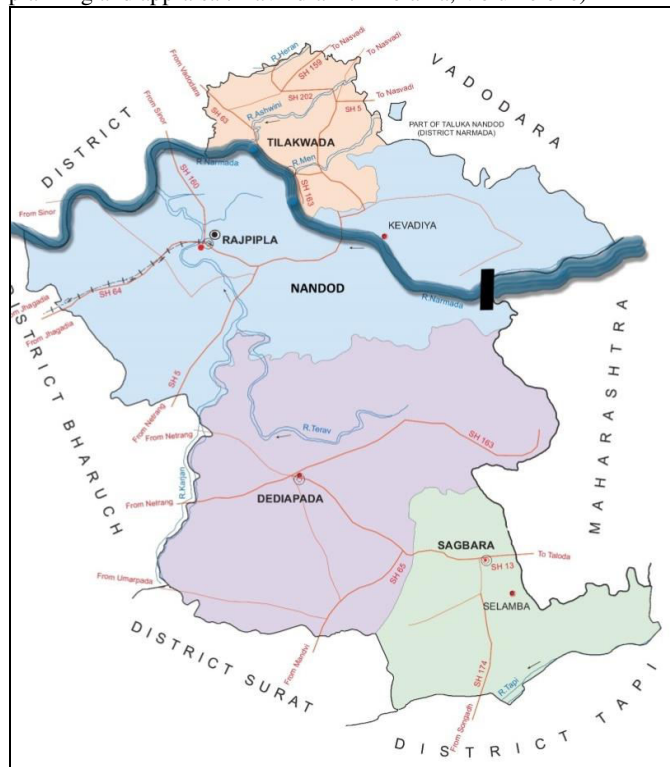 R.Heran
To Nasvadi
To Nasvadi
SH 159
From Vadodara
SH 202
To Nasvadi
From Sinor
SH 63
R.Ashwini
SH 5
VADODARA
PART OF TALUKA NANDOD
(DISTRICT NARMADA)
TILAKWADA
DISTRICT
R.Narmada
R.Men
SH 160
SH 163
From Sinor
KEVADIYA
RAJPIPLA
NANDOD
SH 64
R.Narmada
From Jhagadia
From Jhagadia
SH 5
MAHARASHTRA
DISTRICT BHARUCH
From Netrang
R.Terav
SH 163
R.Karjan
From Netrang
DEDIAPADA
SAGBARA
To Taloda
SH 13
SH 65
From Umarpada
SELAMBA
DISTRICT SURAT
From Mandvi
SH 174
R.Tapi
From Songadh
DISTRICT TAPI